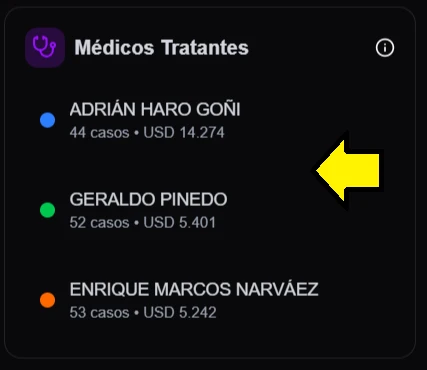 Médicos Tratantes
ADRIÁN HARO GOÑI
44 casos • USD 14.274
GERALDO PINEDO
52 casos • USD 5.401
ENRIQUE MARCOS NARVÁEZ
53 casos • USD 5.242